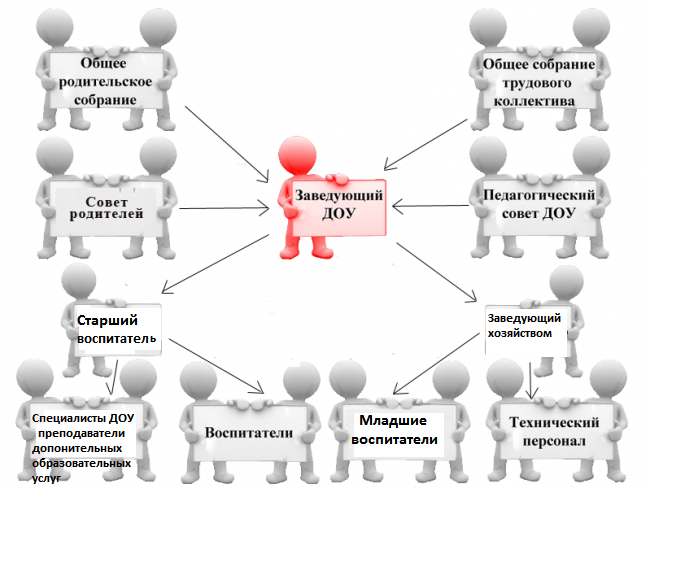 Общее
родительское
собрание
Общее собрание
трудового
коллектива
Совет
родителей
Заведующий
ДОУ
Педагогический
совет ДОУ
Старший
воспитатель
Заведующий
хозяйством
Специалисты ДОУ
преподаватели
допонительных
образовательных
услуг
Воспитатели
Младшие
воспитатели
Технический
персонал